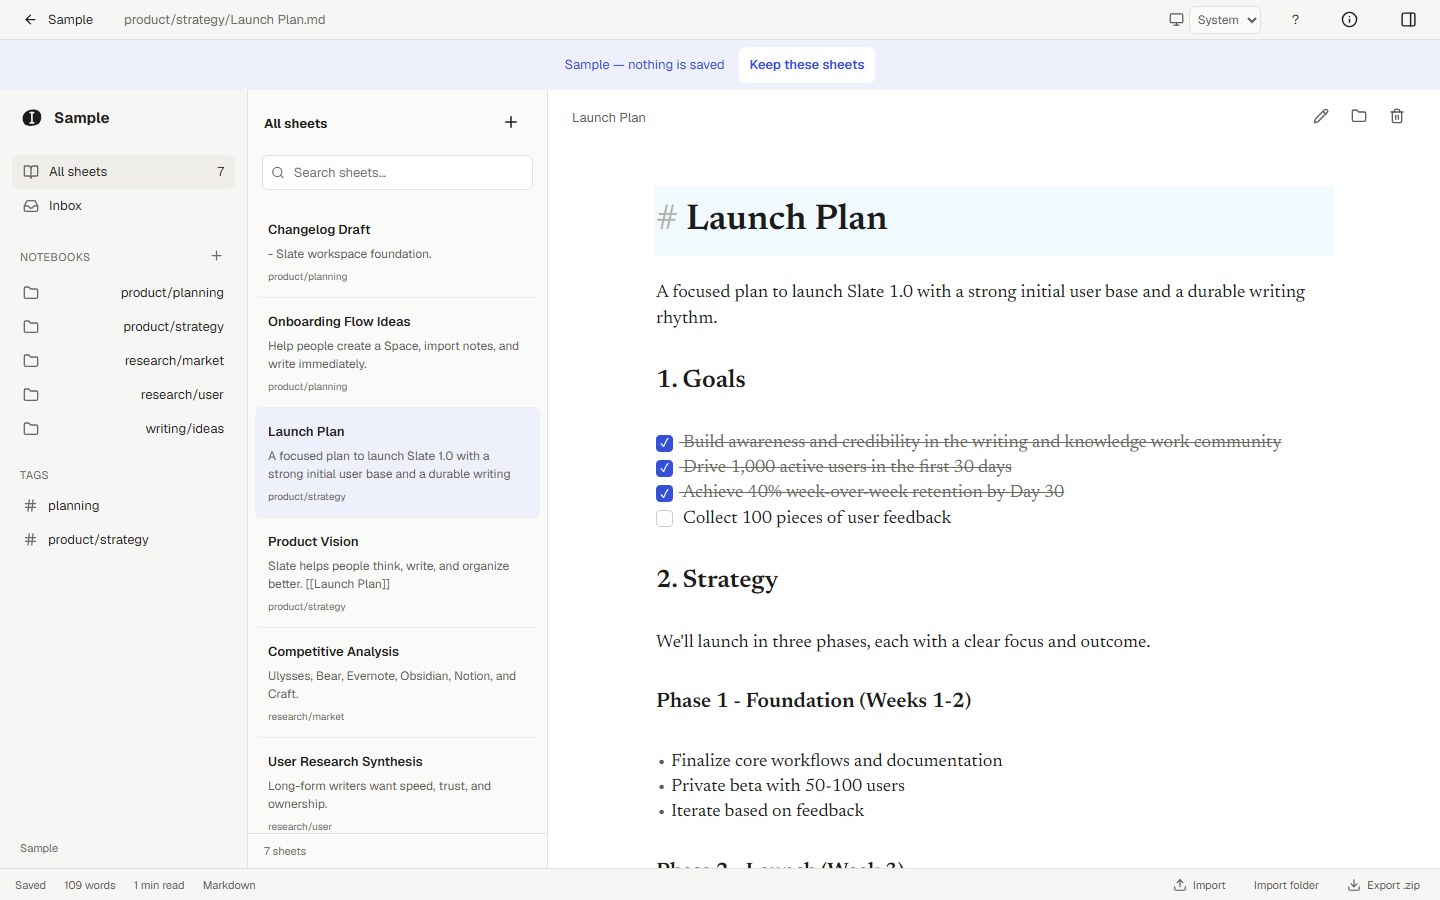 Sample
product/strategy/Launch Plan.md
System
?
Sample — nothing is saved
Keep these sheets
Sample
All sheets
7
Inbox
NOTEBOOKS
product/planning
product/strategy
research/market
research/user
writing/ideas
TAGS
# planning
# product/strategy
Sample
All sheets
Search sheets...
Changelog Draft
- Slate workspace foundation.
product/planning
Onboarding Flow Ideas
Help people create a Space, import notes, and
write immediately.
product/planning
Launch Plan
A focused plan to launch Slate 1.0 with a
strong initial user base and a durable writing
product/strategy
Product Vision
Slate helps people think, write, and organize
better. [[Launch Plan]]
product/strategy
Competitive Analysis
Ulysses, Bear, Evernote, Obsidian, Notion, and
Craft.
research/market
User Research Synthesis
Long-form writers want speed, trust, and
ownership.
research/user
7 sheets
Launch Plan
# Launch Plan
A focused plan to launch Slate 1.0 with a strong initial user base and a durable writing
rhythm.
1. Goals
Build awareness and credibility in the writing and knowledge work community
Drive 1,000 active users in the first 30 days
Achieve 40% week-over-week retention by Day 30
Collect 100 pieces of user feedback
2. Strategy
We'll launch in three phases, each with a clear focus and outcome.
Phase 1 - Foundation (Weeks 1-2)
• Finalize core workflows and documentation
• Private beta with 50-100 users
• Iterate based on feedback
Phase 2 - Launch (Week 3)
Saved
109 words
1 min read
Markdown
Import
Import folder
Export .zip